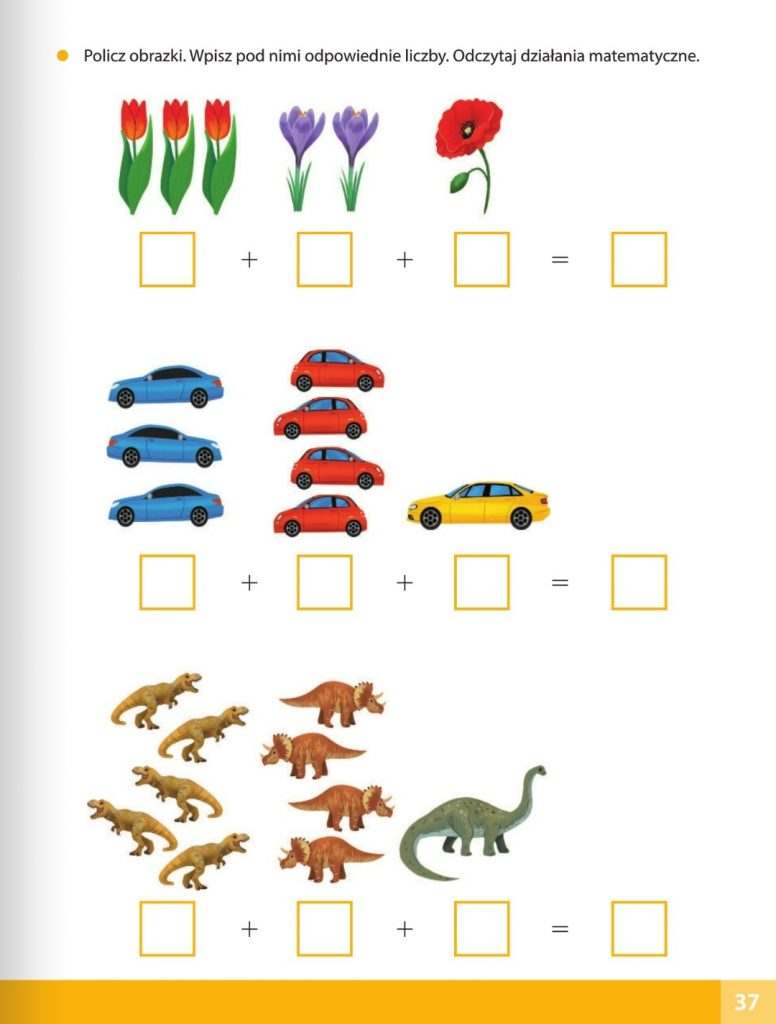 Policz obrazki. Wpisz pod nimi odpowiednie liczby. Odczytaj działania matematyczne.
+ + =
+ + =
+ + =
37